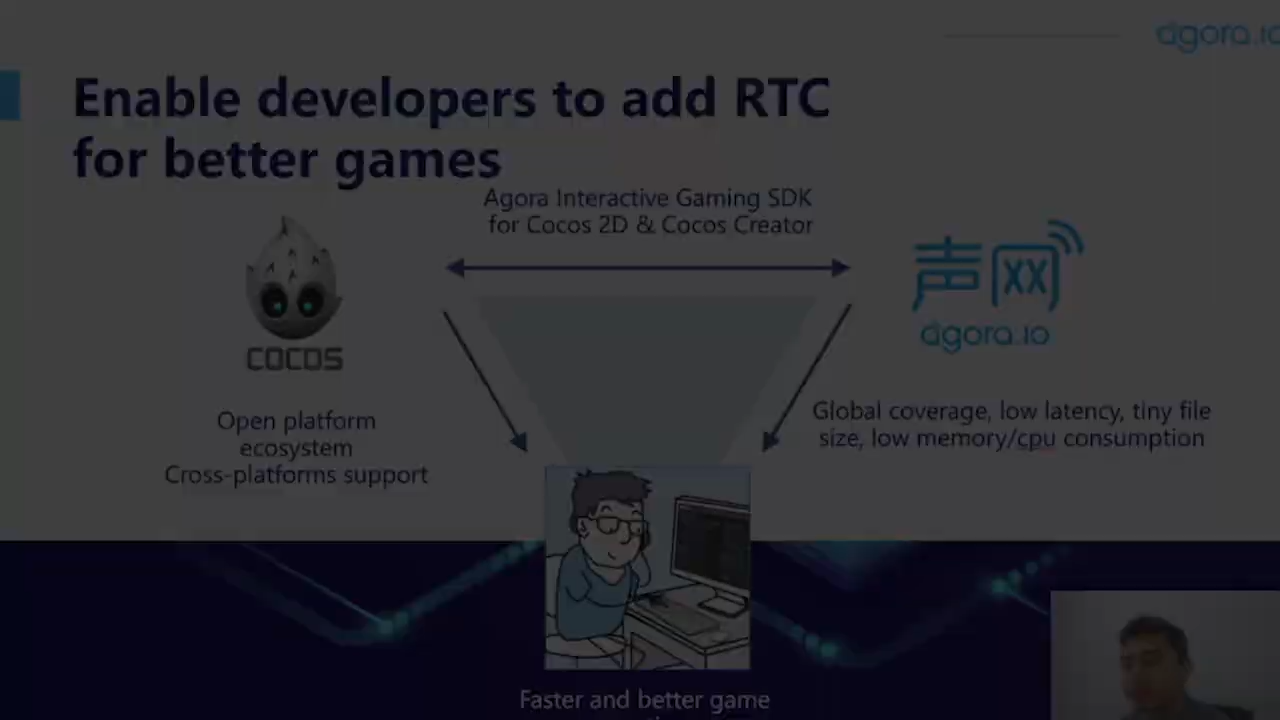 agora.io
Enable developers to add RTC
for better games
Agora Interactive Gaming SDK
for Cocos 2D & Cocos Creator
声网
agora.io
COCOS
Open platform
ecosystem
Cross-platforms support
Global coverage, low latency, tiny file
size, low memory/cpu consumption
Faster and better game